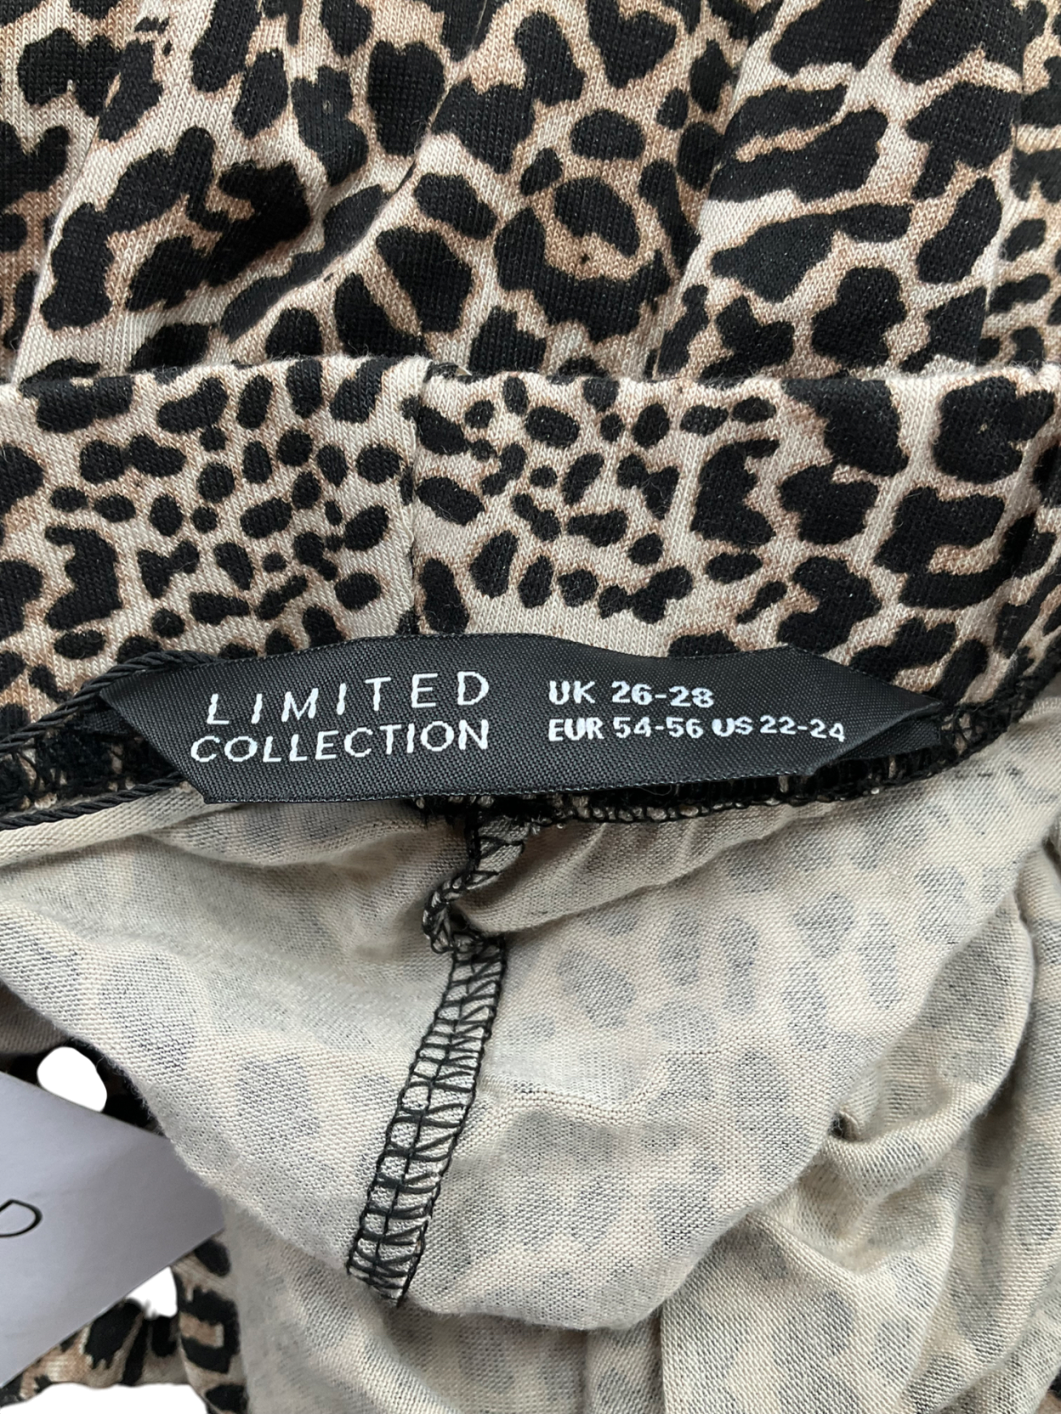 LIMITED
COLLECTION
UK 26-28
EUR 54-56 US 22-24